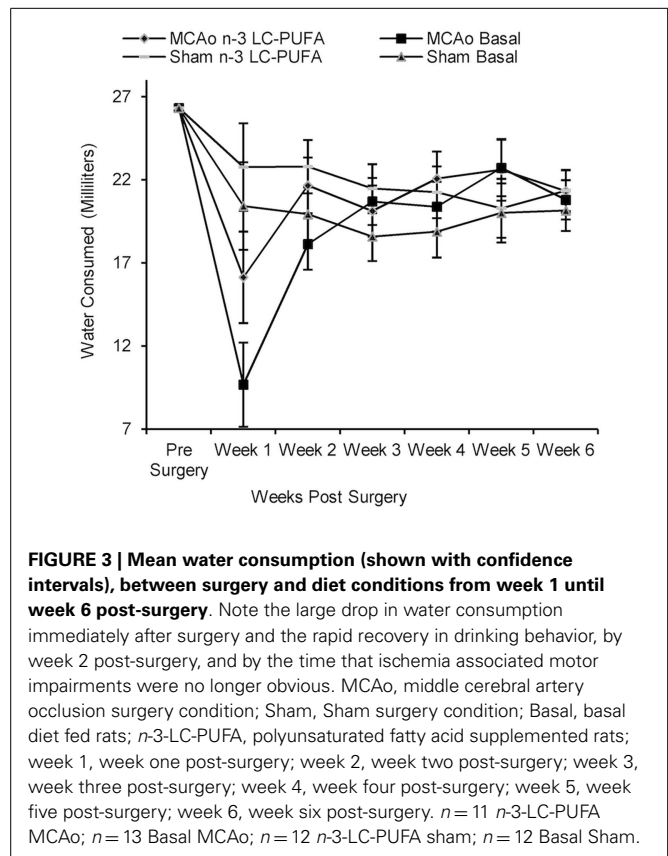 MCAo n-3 LC-PUFA MCAo Basal
Sham n-3 LC-PUFA Sham Basal
27
22
17
12
7
Water Consumed (Milliliters)
Pre Surgery Week 1 Week 2 Week 3 Week 4 Week 5 Week 6
Weeks Post Surgery
FIGURE 3 | Mean water consumption (shown with confidence
intervals), between surgery and diet conditions from week 1 until
week 6 post-surgery. Note the large drop in water consumption
immediately after surgery and the rapid recovery in drinking behavior, by
week 2 post-surgery, and by the time that ischemia associated motor
impairments were no longer obvious. MCAo, middle cerebral artery
occlusion surgery condition; Sham, Sham surgery condition; Basal, basal
diet fed rats; n-3-LC-PUFA, polyunsaturated fatty acid supplemented rats;
week 1, week one post-surgery; week 2, week two post-surgery; week 3,
week three post-surgery; week 4, week four post-surgery; week 5, week
five post-surgery; week 6, week six post-surgery. n = 11 n-3-LC-PUFA
MCAo; n = 13 Basal MCAo; n = 12 n-3-LC-PUFA sham; n = 12 Basal Sham.